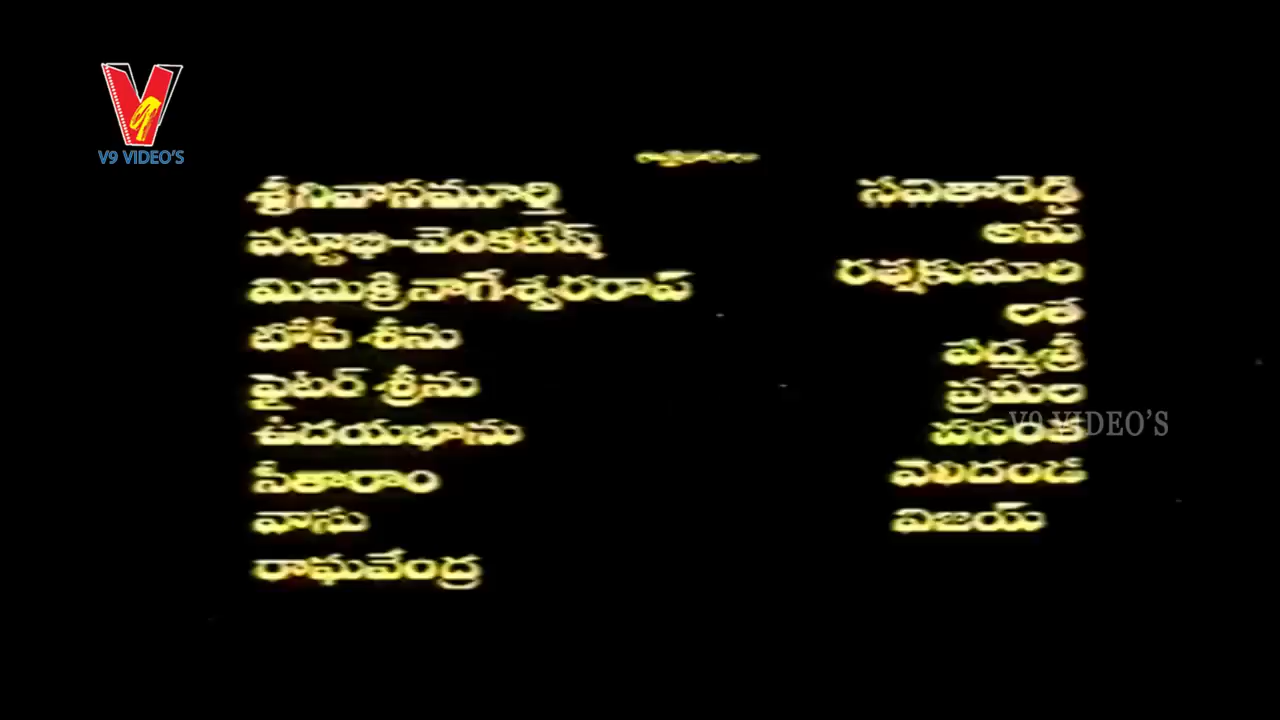 V9 VIDEO'S
శ్రీనివాసమూర్తి
పట్టాభి-వెంకటేష్
మిమిక్రి నాగేశ్వరరావ్
టోపి శీను
ఫైటర్ శ్రీను
ఉదయభాను
సీతారాం
వాసు
రాఘవేంద్ర
సవితారెడ్డి
అను
రత్నకుమారి
లత
పద్మశ్రీ
ప్రమీల
వసంత
వెలిదండ
విజయ్
V9 VIDEO'S